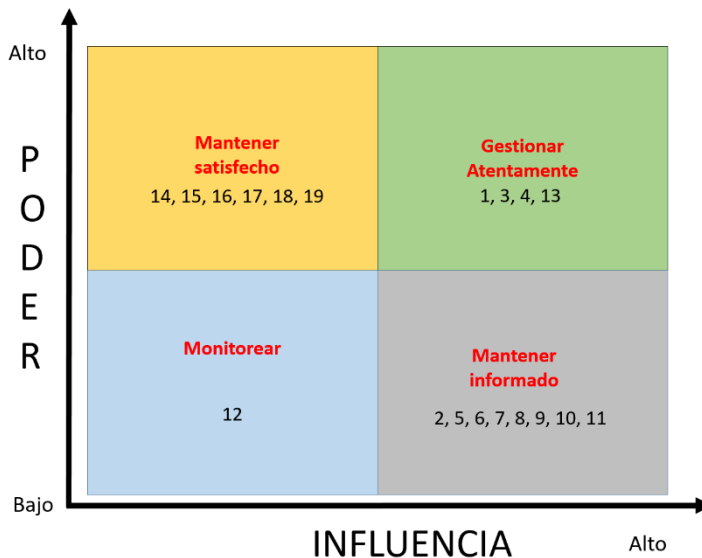 Alto
PODER
Mantener
satisfecho
14, 15, 16, 17, 18, 19
Gestionar
Atentamente
1, 3, 4, 13
Monitorear
12
Mantener
informado
2, 5, 6, 7, 8, 9, 10, 11
Bajo
INFLUENCIA
Alto